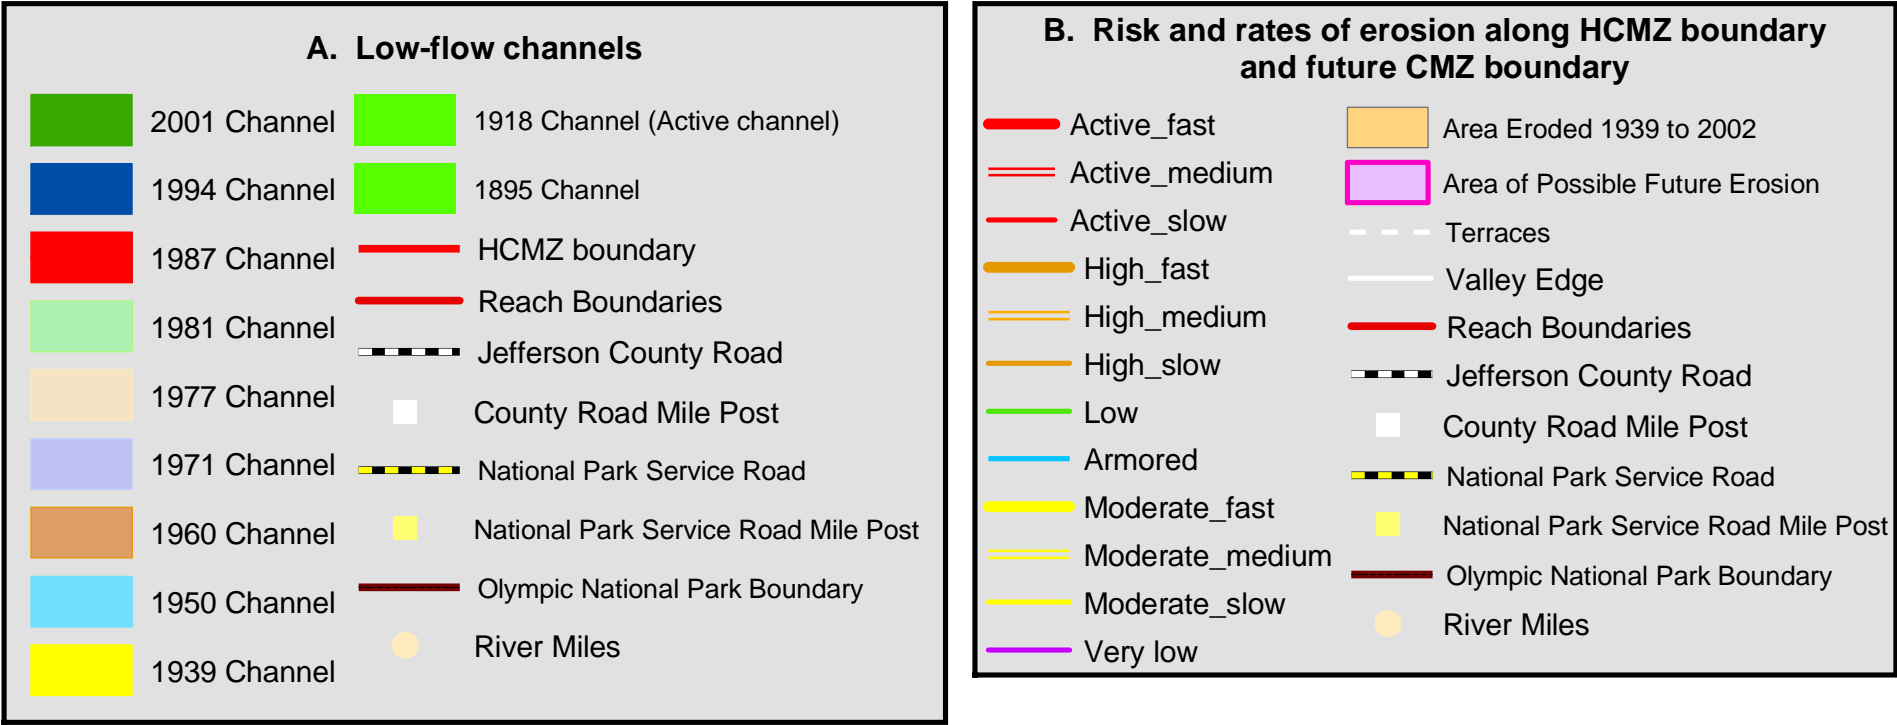 A. Low-flow channels
2001 Channel
1994 Channel
1987 Channel
1981 Channel
1977 Channel
1971 Channel
1960 Channel
1950 Channel
1939 Channel
1918 Channel (Active channel)
1895 Channel
HCMZ boundary
Reach Boundaries
Jefferson County Road
County Road Mile Post
National Park Service Road
National Park Service Road Mile Post
Olympic National Park Boundary
River Miles
B. Risk and rates of erosion along HCMZ boundary
and future CMZ boundary
Active_fast
Active_medium
Active_slow
High_fast
High_medium
High_slow
Low
Armored
Moderate_fast
Moderate_medium
Moderate_slow
Very low
Area Eroded 1939 to 2002
Area of Possible Future Erosion
Terraces
Valley Edge
Reach Boundaries
Jefferson County Road
County Road Mile Post
National Park Service Road
National Park Service Road Mile Post
Olympic National Park Boundary
River Miles